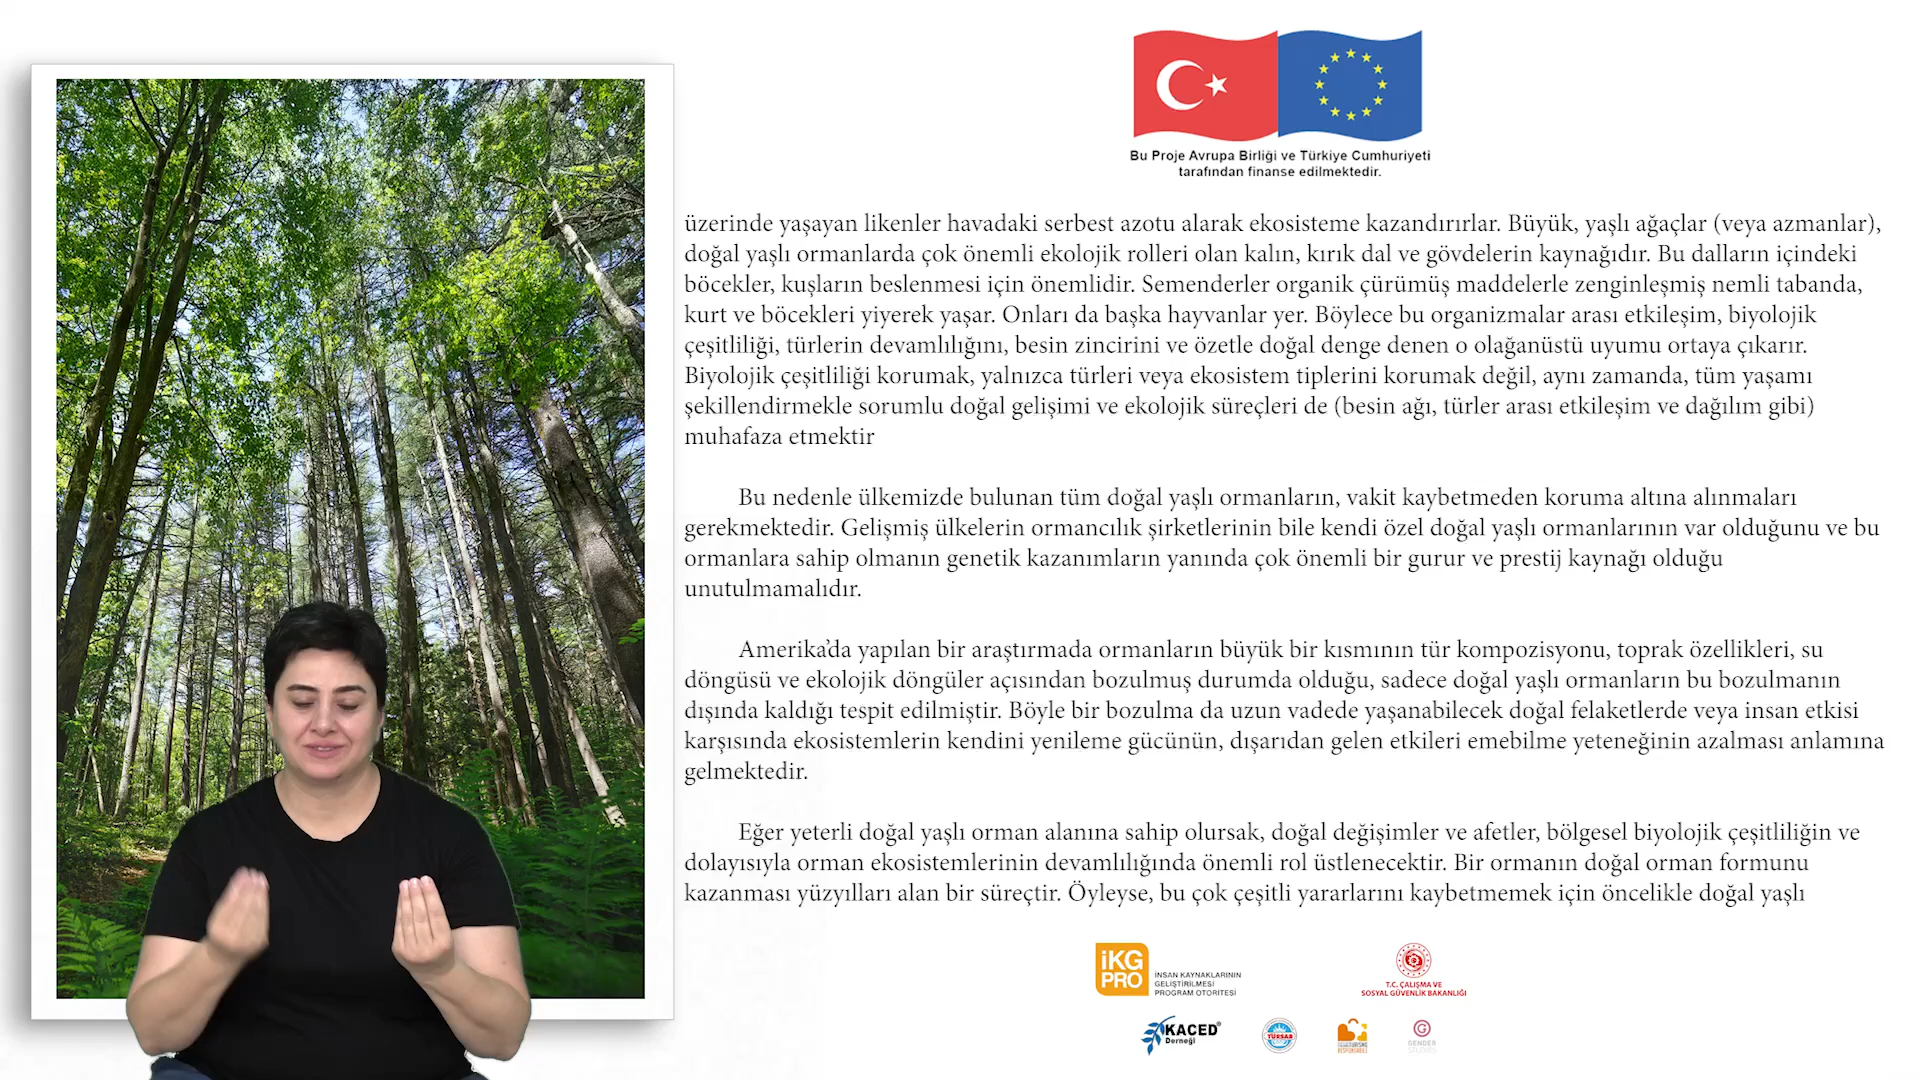 Bu Proje Avrupa Birliği ve Türkiye Cumhuriyeti
tarafından finanse edilmektedir.
üzerinde yaşayan likenler havadaki serbest azotu alarak ekosisteme kazandırırlar. Büyük, yaşlı ağaçlar (veya azmanlar),
doğal yaşlı ormanlarda çok önemli ekolojik rolleri olan kalın, kırık dal ve gövdelerin kaynağıdır. Bu dalların içindeki
böcekler, kuşların beslenmesi için önemlidir. Semenderler organik çürümüş maddelerle zenginleşmiş nemli tabanda,
kurt ve böcekleri yiyerek yaşar. Onları da başka hayvanlar yer. Böylece bu organizmalar arası etkileşim, biyolojik
çeşitliliği, türlerin devamlılığını, besin zincirini ve özetle doğal denge denen o olağanüstü uyumu ortaya çıkarır.
Biyolojik çeşitliliği korumak, yalnızca türleri veya ekosistem tiplerini korumak değil, aynı zamanda, tüm yaşamı
şekillendirmekle sorumlu doğal gelişimi ve ekolojik süreçleri de (besin ağı, türler arası etkileşim ve dağılım gibi)
muhafaza etmektir
Bu nedenle ülkemizde bulunan tüm doğal yaşlı ormanların, vakit kaybetmeden koruma altına alınmaları
gerekmektedir. Gelişmiş ülkelerin ormancılık şirketlerinin bile kendi özel doğal yaşlı ormanlarının var olduğunu ve bu
ormanlara sahip olmanın genetik kazanımların yanında çok önemli bir gurur ve prestij kaynağı olduğu
unutulmamalıdır.
Amerika’da yapılan bir araştırmada ormanların büyük bir kısmının tür kompozisyonu, toprak özellikleri, su
döngüsü ve ekolojik döngüler açısından bozulmuş durumda olduğu, sadece doğal yaşlı ormanların bu bozulmanın
dışında kaldığı tespit edilmiştir. Böyle bir bozulma da uzun vadede yaşanabilecek doğal felaketlerde veya insan etkisi
karşısında ekosistemlerin kendini yenileme gücünün, dışarıdan gelen etkileri emebilme yeteneğinin azalması anlamına
gelmektedir.
Eğer yeterli doğal yaşlı orman alanına sahip olursak, doğal değişimler ve afetler, bölgesel biyolojik çeşitliliğin ve
dolayısıyla orman ekosistemlerinin devamlılığında önemli rol üstlenecektir. Bir ormanın doğal orman formunu
kazanması yüzyılları alan bir süreçtir. Öyleyse, bu çok çeşitli yararlarını kaybetmemek için öncelikle doğal yaşlı
iKG
PRO
İNSAN KAYNAKLARININ
GELİŞTİRİLMESİ
PROGRAM OTORİTESİ
T.C. ÇALIŞMA VE
SOSYAL GÜVENLİK BAKANLIĞI
KACED
Derneği
TÜRSAB
G
GENDER
STUDIES